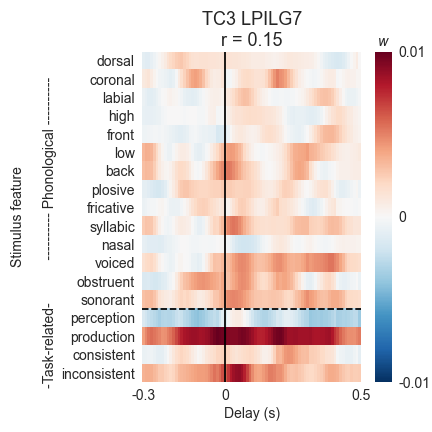 TC3 LPILG7
r = 0.15
w
Stimulus feature
-Task-related- ---------- Phonological ----------
dorsal
coronal
labial
high
front
low
back
plosive
fricative
syllabic
nasal
voiced
obstruent
sonorant
perception
production
consistent
inconsistent
0.01
0
-0.01
-0.3
0
0.5
Delay (s)